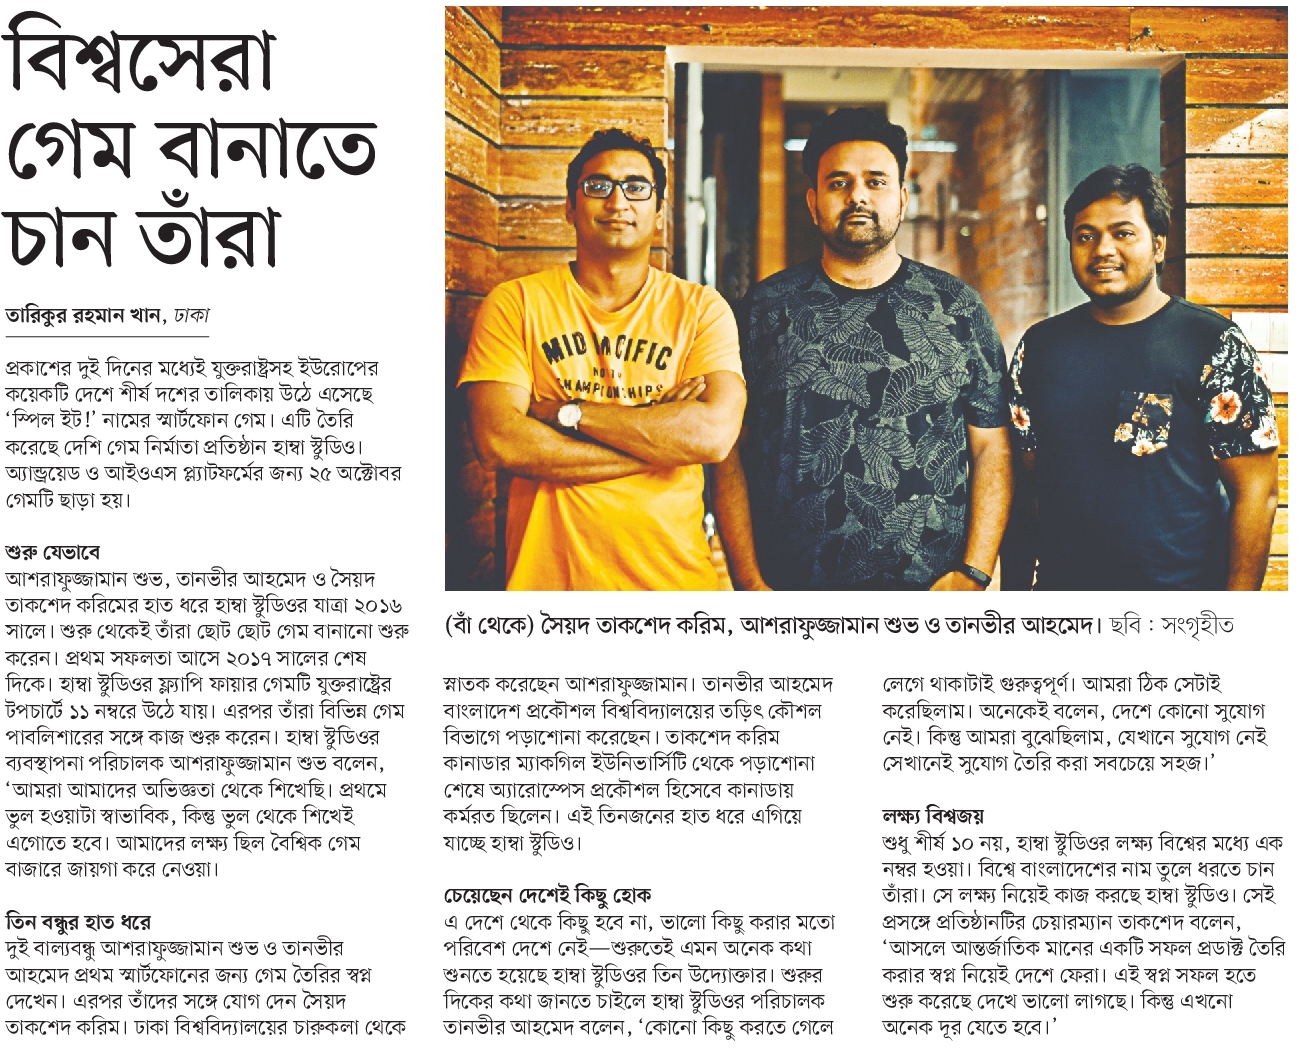 বিশ্বসেরা
গেম বানাতে
চান তাঁরা
তারিকুর রহমান খান, ঢাকা
প্রকাশের দুই দিনের মধ্যেই যুক্তরাষ্ট্রসহ ইউরোপের
কয়েকটি দেশে শীর্ষ দশের তালিকায় উঠে এসেছে
‘স্পিল ইট!’ নামের স্মার্টফোন গেম। এটি তৈরি
করেছে দেশি গেম নির্মাতা প্রতিষ্ঠান হাম্বা স্টুডিও।
অ্যান্ড্রয়েড ও আইওএস প্ল্যাটফর্মের জন্য ২৫ অক্টোবর
গেমটি ছাড়া হয়।
শুরু যেভাবে
আশরাফুজ্জামান শুভ, তানভীর আহমেদ ও সৈয়দ
তাকশেদ করিমের হাত ধরে হাম্বা স্টুডিওর যাত্রা ২০১৬
সালে। শুরু থেকেই তাঁরা ছোট ছোট গেম বানানো শুরু
করেন। প্রথম সফলতা আসে ২০১৭ সালের শেষ
দিকে। হাম্বা স্টুডিওর ফ্ল্যাপি ফায়ার গেমটি যুক্তরাষ্ট্রের
টপচার্টে ১১ নম্বরে উঠে যায়। এরপর তাঁরা বিভিন্ন গেম
পাবলিশারের সঙ্গে কাজ শুরু করেন। হাম্বা স্টুডিওর
ব্যবস্থাপনা পরিচালক আশরাফুজ্জামান শুভ বলেন,
‘আমরা আমাদের অভিজ্ঞতা থেকে শিখেছি। প্রথমে
ভুল হওয়াটা স্বাভাবিক, কিন্তু ভুল থেকে শিখেই
এগোতে হবে। আমাদের লক্ষ্য ছিল বৈশ্বিক গেম
বাজারে জায়গা করে নেওয়া।
তিন বন্ধুর হাত ধরে
দুই বাল্যবন্ধু আশরাফুজ্জামান শুভ ও তানভীর
আহমেদ প্রথম স্মার্টফোনের জন্য গেম তৈরির স্বপ্ন
দেখেন। এরপর তাঁদের সঙ্গে যোগ দেন সৈয়দ
তাকশেদ করিম। ঢাকা বিশ্ববিদ্যালয়ের চারুকলা থেকে
MID PACIFIC
CHAMPIONSHIPS
(বাঁ থেকে) সৈয়দ তাকশেদ করিম, আশরাফুজ্জামান শুভ ও তানভীর আহমেদ। ছবি : সংগৃহীত
স্নাতক করেছেন আশরাফুজ্জামান। তানভীর আহমেদ
বাংলাদেশ প্রকৌশল বিশ্ববিদ্যালয়ের তড়িৎ কৌশল
বিভাগে পড়াশোনা করেছেন। তাকশেদ করিম
কানাডার ম্যাকগিল ইউনিভার্সিটি থেকে পড়াশোনা
শেষে অ্যারোস্পেস প্রকৌশল হিসেবে কানাডায়
কর্মরত ছিলেন। এই তিনজনের হাত ধরে এগিয়ে
যাচ্ছে হাম্বা স্টুডিও।
চেয়েছেন দেশেই কিছু হোক
এ দেশে থেকে কিছু হবে না, ভালো কিছু করার মতো
পরিবেশ দেশে নেই—শুরুতেই এমন অনেক কথা
শুনতে হয়েছে হাম্বা স্টুডিওর তিন উদ্যোক্তার। শুরুর
দিকের কথা জানতে চাইলে হাম্বা স্টুডিওর পরিচালক
তানভীর আহমেদ বলেন, ‘কোনো কিছু করতে গেলে
লেগে থাকাটাই গুরুত্বপূর্ণ। আমরা ঠিক সেটাই
করেছিলাম। অনেকেই বলেন, দেশে কোনো সুযোগ
নেই। কিন্তু আমরা বুঝেছিলাম, যেখানে সুযোগ নেই
সেখানেই সুযোগ তৈরি করা সবচেয়ে সহজ।’
লক্ষ্য বিশ্বজয়
শুধু শীর্ষ ১০ নয়, হাম্বা স্টুডিওর লক্ষ্য বিশ্বের মধ্যে এক
নম্বর হওয়া। বিশ্বে বাংলাদেশের নাম তুলে ধরতে চান
তাঁরা। সে লক্ষ্য নিয়েই কাজ করছে হাম্বা স্টুডিও। সেই
প্রসঙ্গে প্রতিষ্ঠানটির চেয়ারম্যান তাকশেদ বলেন,
‘আসলে আন্তর্জাতিক মানের একটি সফল প্রডাক্ট তৈরি
করার স্বপ্ন নিয়েই দেশে ফেরা। এই স্বপ্ন সফল হতে
শুরু করেছে দেখে ভালো লাগছে। কিন্তু এখনো
অনেক দূর যেতে হবে।’